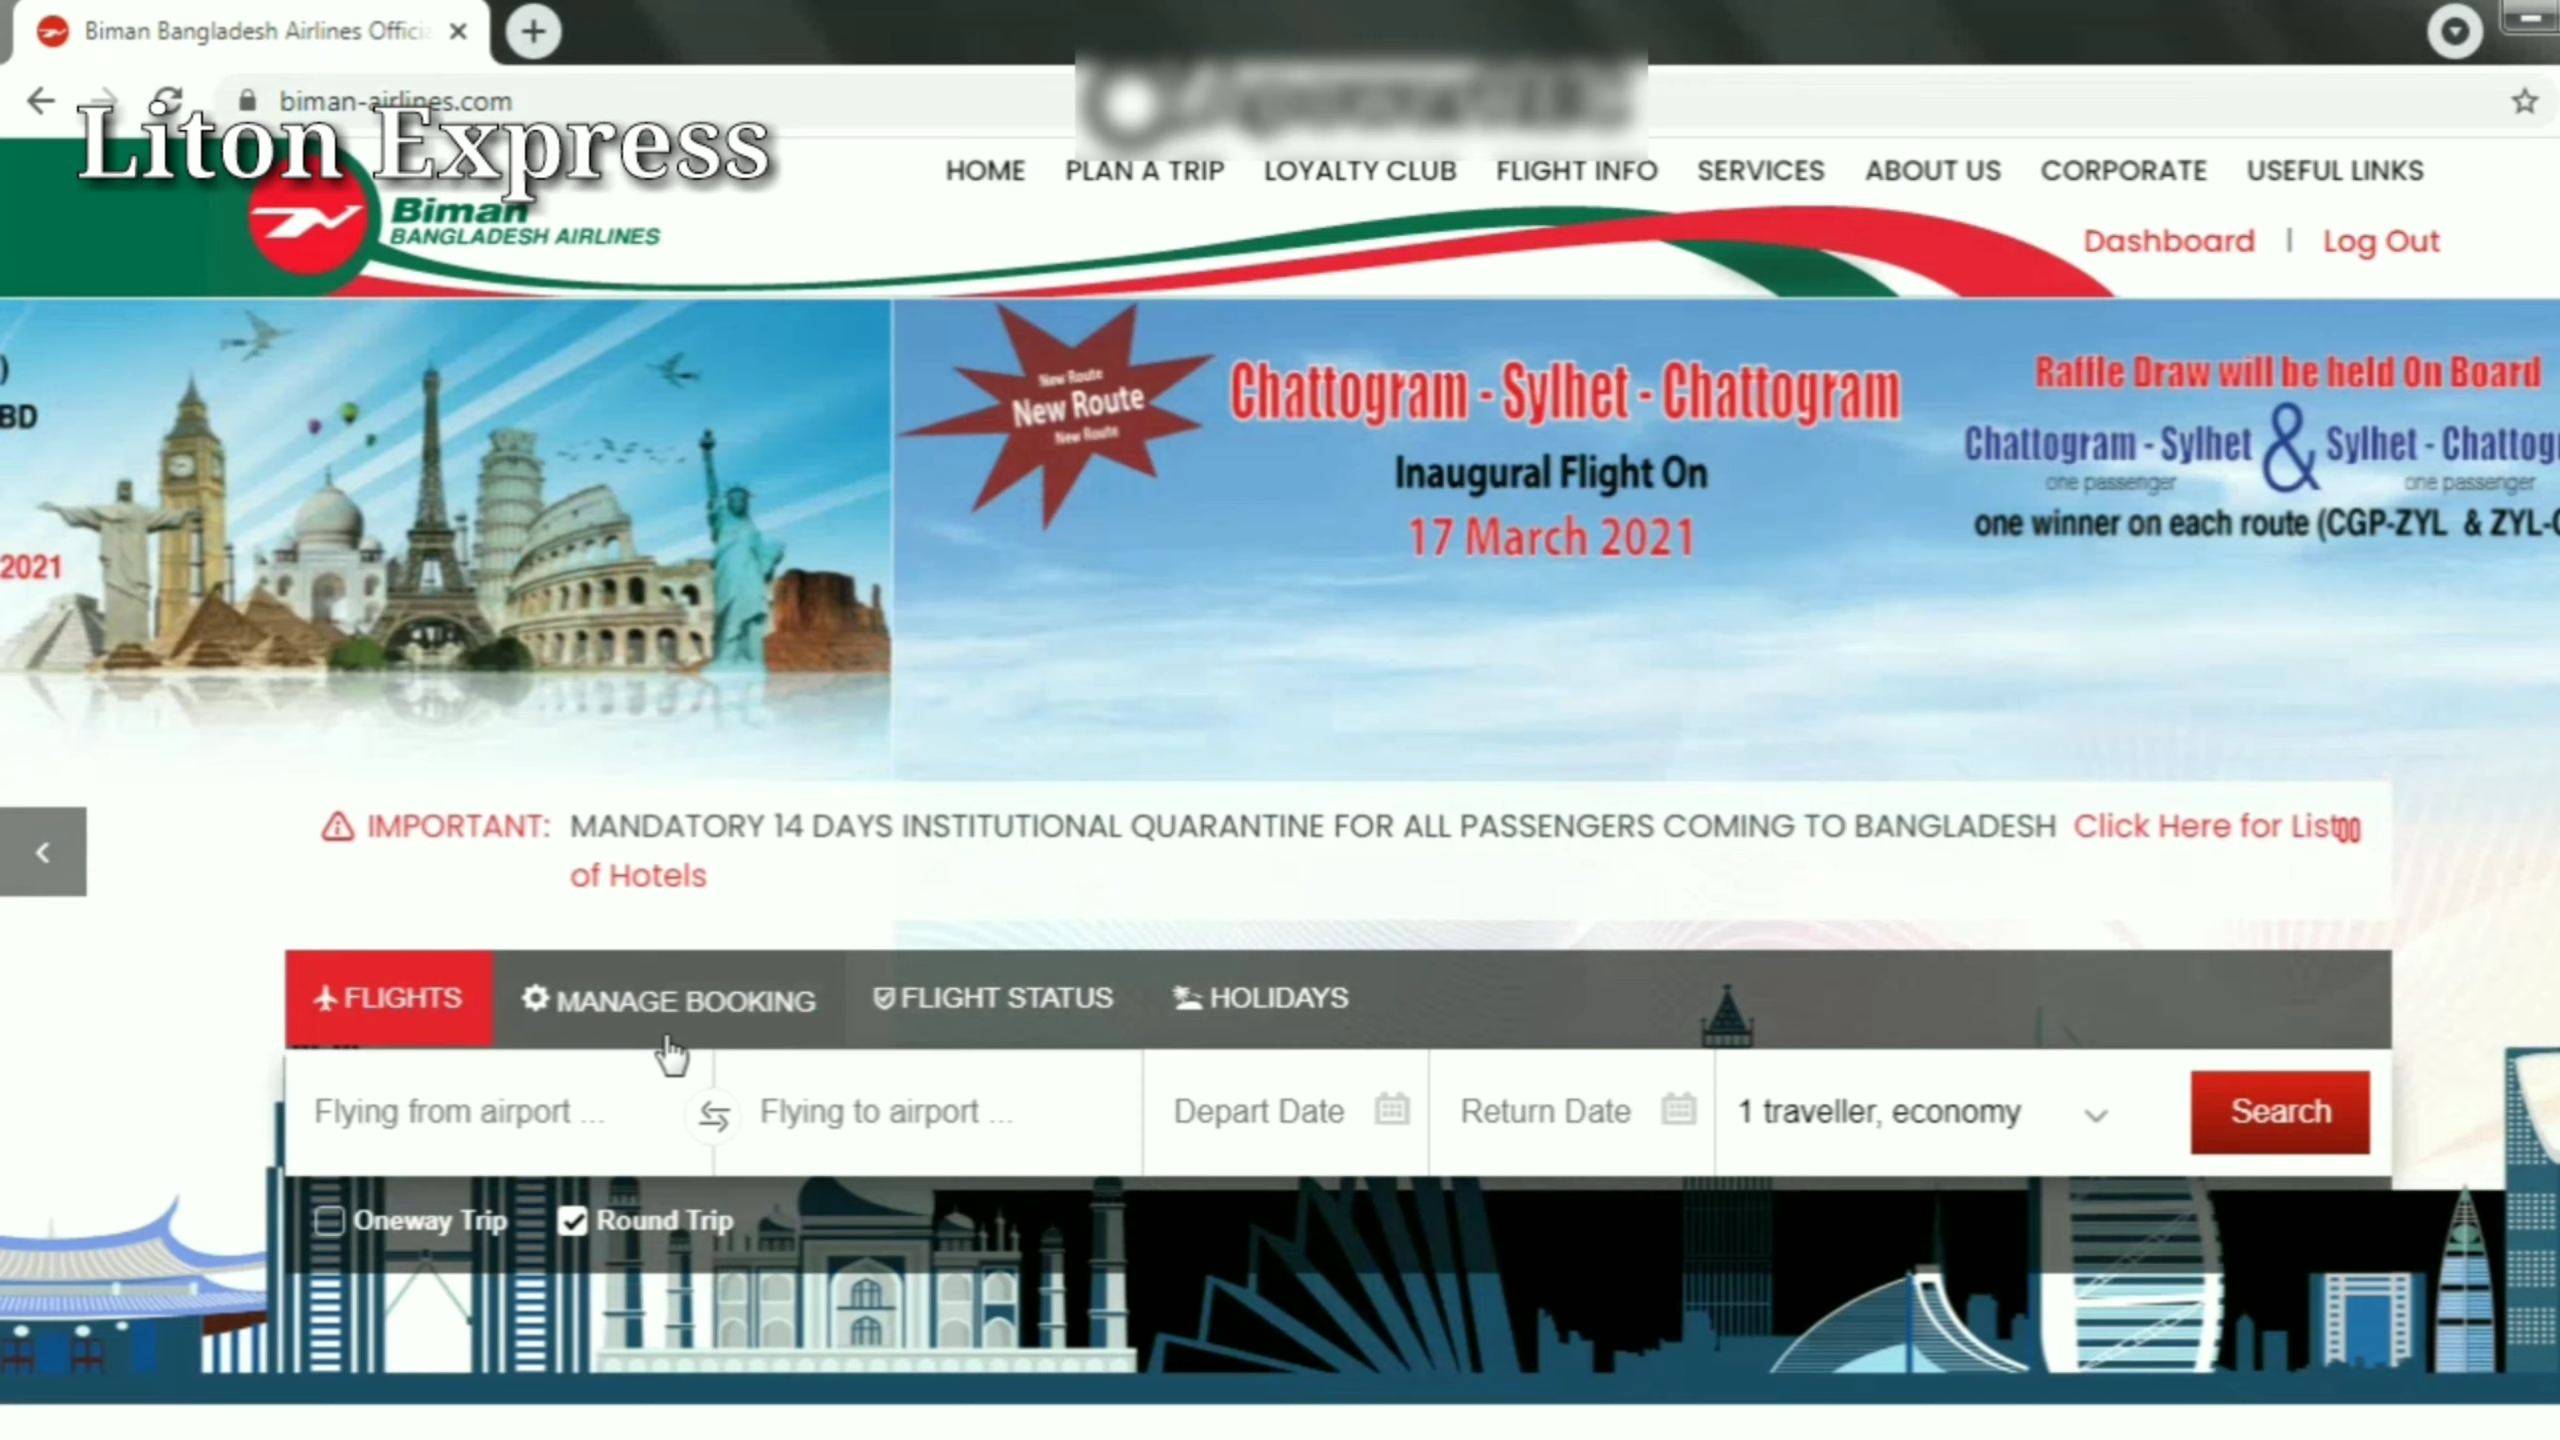 Biman Bangladesh Airlines Offici
biman-airlines.com
Liton Express
Biman
BANGLADESH AIRLINES
HOME PLAN A TRIP LOYALTY CLUB FLIGHT INFO SERVICES ABOUT US CORPORATE USEFUL LINKS
Dashboard | Log Out
)
BD
2021
New Route
New Route
New Route
Chattogram - Sylhet - Chattogram
Inaugural Flight On
17 March 2021
Raffle Draw will be held On Board
Chattogram - Sylhet & Sylhet - Chattogr
one passenger one passenger
one winner on each route (CGP-ZYL & ZYL-C
IMPORTANT: MANDATORY 14 DAYS INSTITUTIONAL QUARANTINE FOR ALL PASSENGERS COMING TO BANGLADESH Click Here for List
of Hotels
FLIGHTS MANAGE BOOKING FLIGHT STATUS HOLIDAYS
Flying from airport ... Flying to airport ... Depart Date Return Date 1 traveller, economy Search
Oneway Trip Round Trip